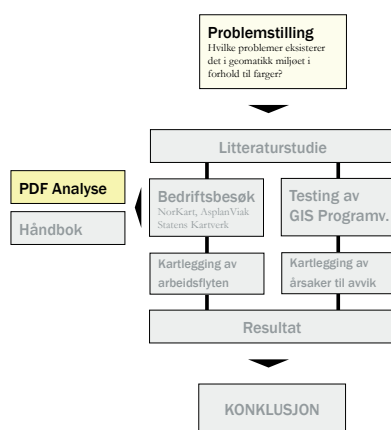 Problemstilling
Hvilke problemer eksisterer
det i geomatikk miljøet i
forhold til farger?
Litteraturstudie
PDF Analyse
Håndbok
Bedriftsbesøk
NorKart, AsplanViak
Statens Kartverk
Testing av
GIS Programv.
Kartlegging av
arbeidsflyten
Kartlegging av
årsaker til avvik
Resultat
KONKLUSJON